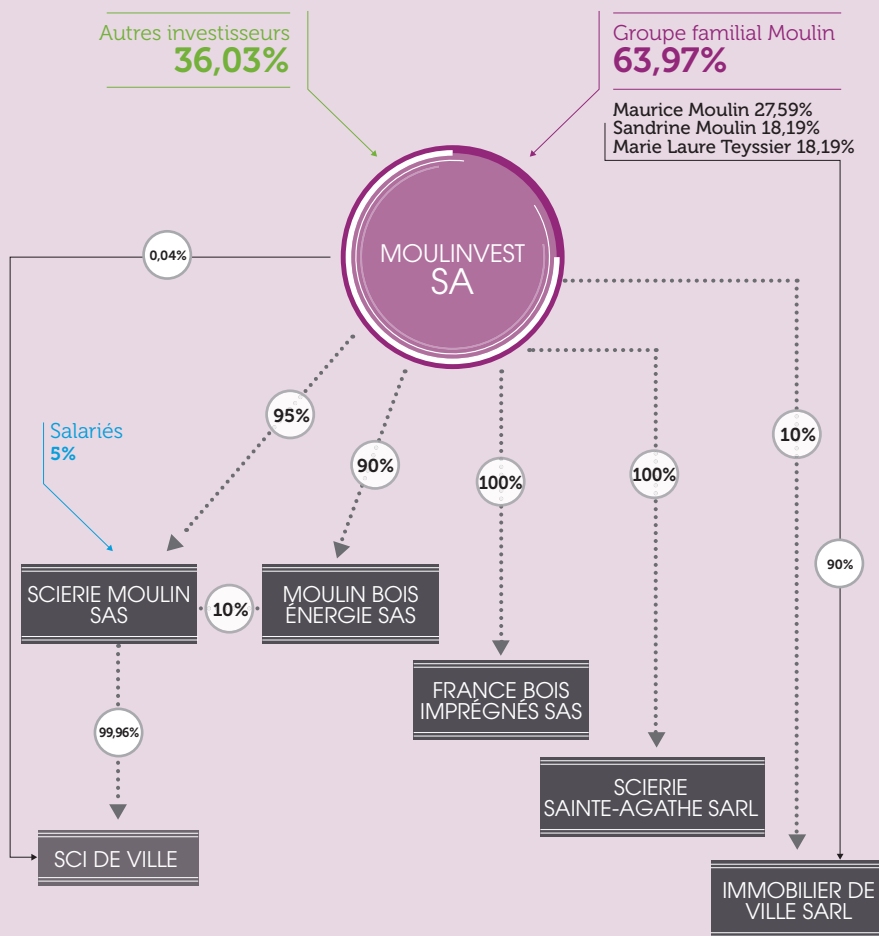 Autres investisseurs
36,03%
Groupe familial Moulin
63,97%
Maurice Moulin 27,59%
Sandrine Moulin 18,19%
Marie Laure Teyssier 18,19%
MOULINVEST
SA
0,04%
95%
Salariés
5%
90%
100%
100%
10%
90%
SCIERIE MOULIN
SAS
10%
MOULIN BOIS
ÉNERGIE SAS
FRANCE BOIS
IMPRÉGNÉS SAS
99,96%
SCIERIE
SAINTE-AGATHE SARL
SCI DE VILLE
IMMOBILIER DE
VILLE SARL